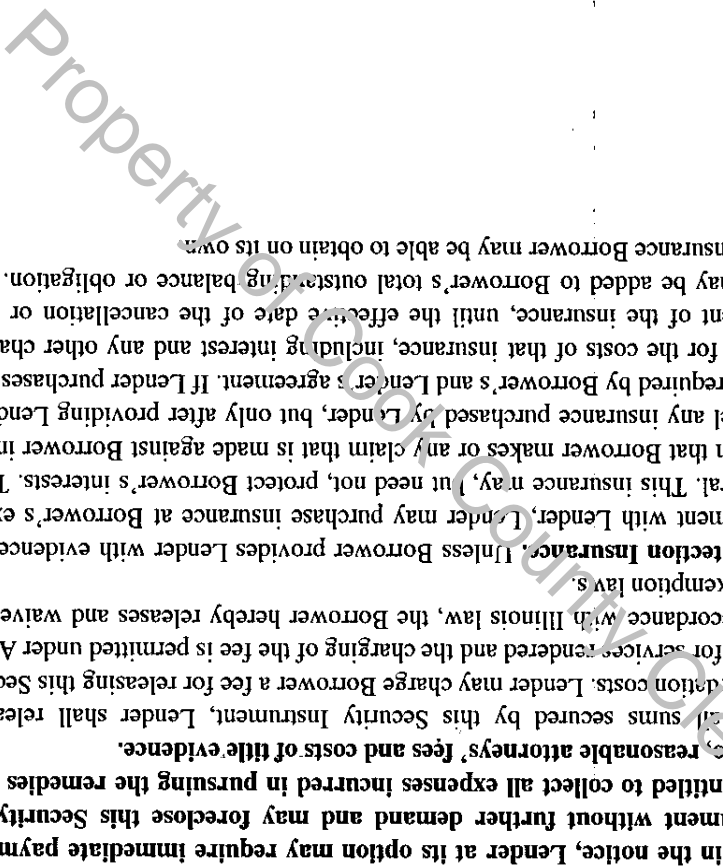 in the notice, Lender at its option may require immediate paym
ument without further demand and may foreclose this Security
ntitled to collect all expenses incurred in pursuing the remedies
o, reasonable attorneys' fees and costs of title evidence.
all sums secured by this Security Instrument, Lender shall relea
dation costs. Lender may charge Borrower a fee for releasing this Sec
for services rendered and the charging of the fee is permitted under A
cordance with Illinois law, the Borrower hereby releases and waive
xemption laws.
tection Insurance. Unless Borrower provides Lender with evidence
ment with Lender, Lender may purchase insurance at Borrower's ex
ral. This insurance may, but need not, protect Borrower's interests. T
n that Borrower makes or any claim that is made against Borrower in
el any insurance purchased by Lender, but only after providing Lend
required by Borrower's and Lender's agreement. If Lender purchases
for the costs of that insurance, including interest and any other cha
nt of the insurance, until the effective date of the cancellation or
nay be added to Borrower's total outstanding balance or obligation.
nsurance Borrower may be able to obtain on its own.
Property of Cook County Cle